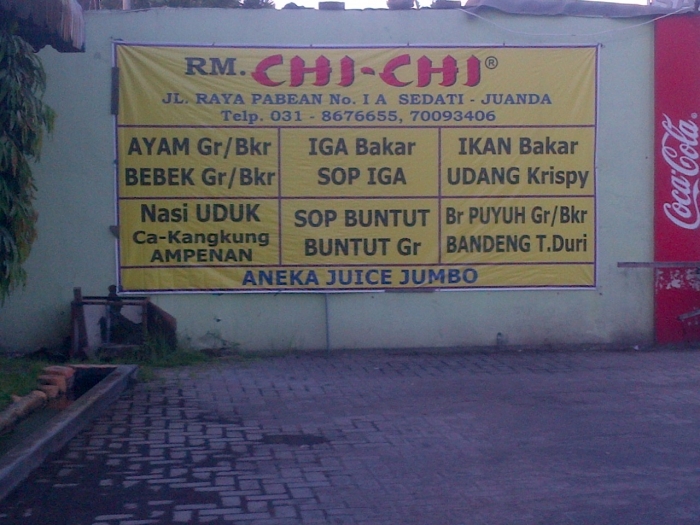 RM. CHI-CHI®
JL. RAYA PABEAN No. I A SEDATI - JUANDA
Telp. 031 - 8676655, 70093406
AYAM Gr/Bkr
BEBEK Gr/Bkr
IGA Bakar
SOP IGA
IKAN Bakar
UDANG Krispy
Nasi UDUK
Ca-Kangkung
AMPENAN
SOP BUNTUT
BUNTUT Gr
Br PUYUH Gr/Bkr
BANDENG T.Duri
ANEKA JUICE JUMBO
Coca-Cola